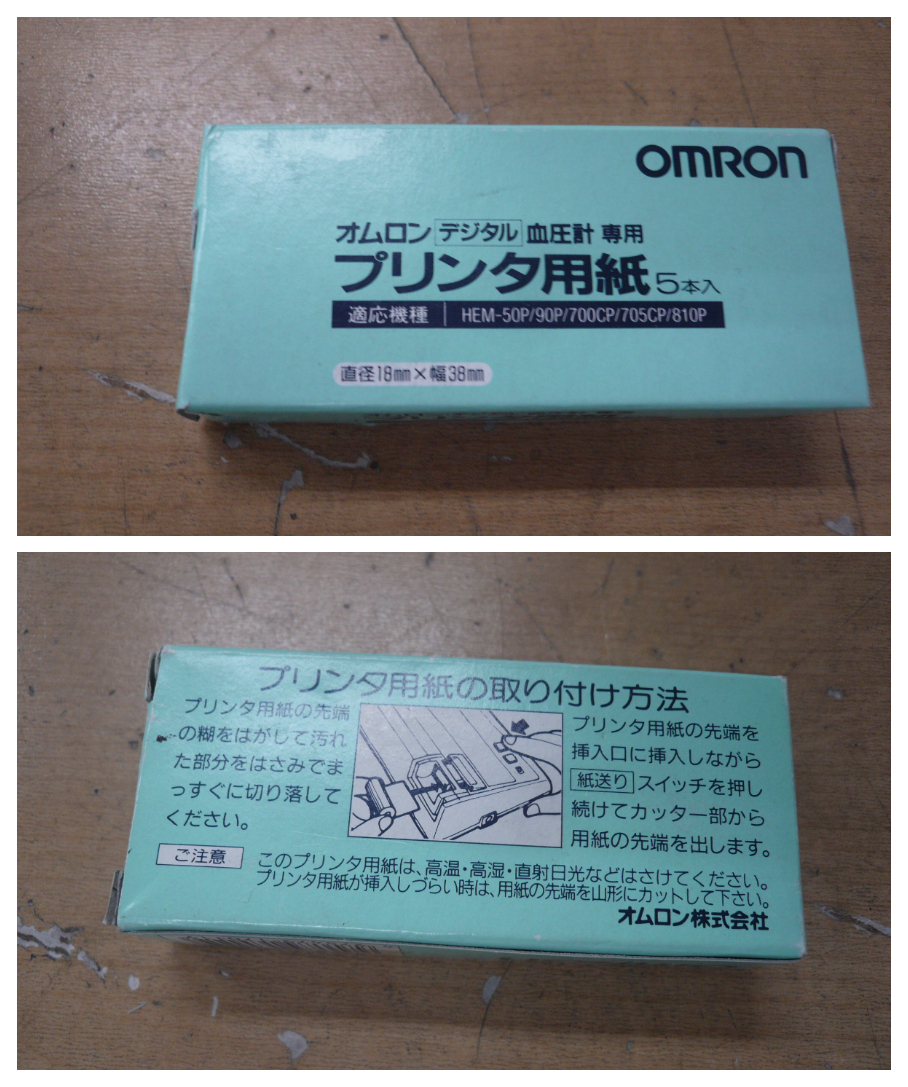 OMRON
オムロン デジタル 血圧計 専用
プリンタ用紙 5本入
適応機種 HEM-50P/90P/700CP/705CP/810P
直径18mm×幅38mm
プリンタ用紙の取り付け方法
プリンタ用紙の先端
の糊をはがして汚れ
た部分をはさみでま
っすぐに切り落して
ください。
プリンタ用紙の先端を
挿入口に挿入しながら
紙送り スイッチを押し
続けてカッター部から
用紙の先端を出します。
ご注意
このプリンタ用紙は、高温・高湿・直射日光などはさけてください。
プリンタ用紙が挿入しづらい時は、用紙の先端を山形にカットして下さい。
オムロン株式会社